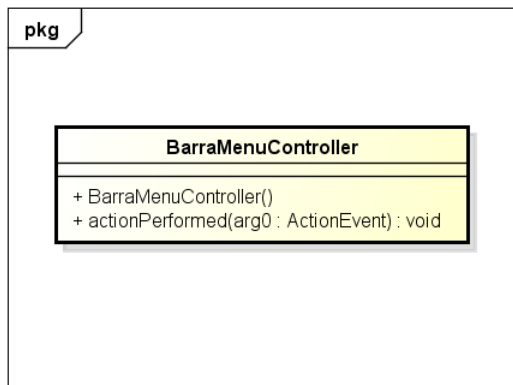 pkg
BarraMenuController
+ BarraMenuController()
+ actionPerformed(arg0 : ActionEvent) : void